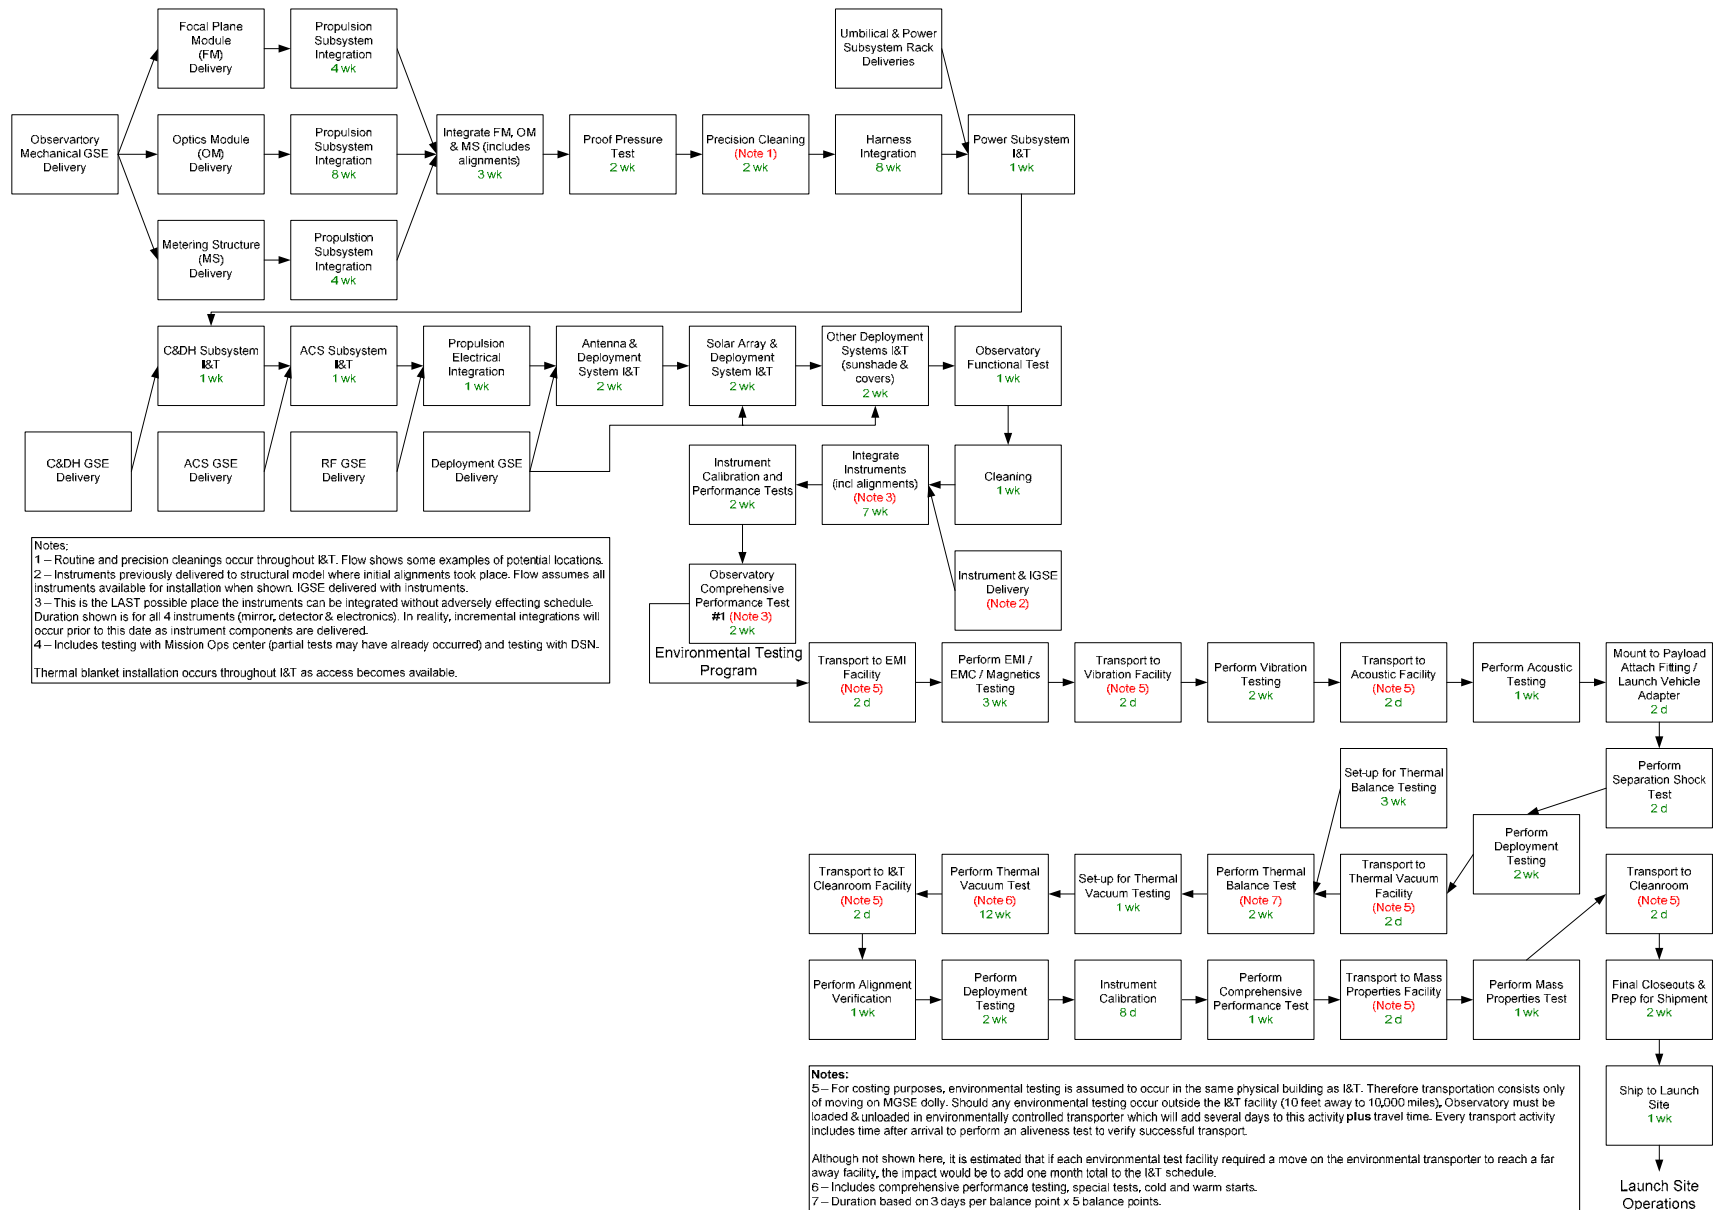 Focal Plane
Module
(FM)
Delivery
Propulsion
Subsystem
Integration
4 wk
Umbilical & Power
Subsystem Rack
Deliveries
Observartory
Mechanical GSE
Delivery
Optics Module
(OM)
Delivery
Propulsion
Subsystem
Integration
8 wk
Integrate FM, OM
& MS (includes
alignments)
3 wk
Proof Pressure
Test
2 wk
Precision Cleaning
(Note 1)
2 wk
Harness
Integration
8 wk
Power Subsystem
I&T
1 wk
Metering Structure
(MS)
Delivery
Propulstion
Subsystem
Integration
4 wk
C&DH Subsystem
I&T
1 wk
ACS Subsystem
I&T
1 wk
Propulsion
Electrical
Integration
1 wk
Antenna &
Deployment
System I&T
2 wk
Solar Array &
Deployment
System I&T
2 wk
Other Deployment
Systems I&T
(sunshade &
covers)
2 wk
Observatory
Functional Test
1 wk
C&DH GSE
Delivery
ACS GSE
Delivery
RF GSE
Delivery
Deployment GSE
Delivery
Instrument
Calibration and
Performance Tests
2 wk
Integrate
Instruments
(incl alignments)
(Note 3)
7 wk
Cleaning
1 wk
Notes:
1 – Routine and precision cleanings occur throughout I&T. Flow shows some examples of potential locations.
2 – Instruments previously delivered to structural model where initial alignments took place. Flow assumes all
instruments available for installation when shown. IGSE delivered with instruments.
3 – This is the LAST possible place the instruments can be integrated without adversely effecting schedule.
Duration shown is for all 4 instruments (mirror, detector & electronics). In reality, incremental integrations will
occur prior to this date as instrument components are delivered.
4 – Includes testing with Mission Ops center (partial tests may have already occurred) and testing with DSN.
Thermal blanket installation occurs throughout I&T as access becomes available.
Observatory
Comprehensive
Performance Test
#1 (Note 3)
2 wk
Instrument & IGSE
Delivery
(Note 2)
Environmental Testing
Program
Transport to EMI
Facility
(Note 5)
2 d
Perform EMI /
EMC / Magnetics
Testing
3 wk
Transport to
Vibration Facility
(Note 5)
2 d
Perform Vibration
Testing
2 wk
Transport to
Acoustic Facility
(Note 5)
2 d
Perform Acoustic
Testing
1 wk
Mount to Payload
Attach Fitting /
Launch Vehicle
Adapter
2 d
Set-up for Thermal
Balance Testing
3 wk
Perform
Separation Shock
Test
2 d
Perform
Deployment
Testing
2 wk
Transport to I&T
Cleanroom Facility
(Note 5)
2 d
Perform Thermal
Vacuum Test
(Note 6)
12 wk
Set-up for Thermal
Vacuum Testing
1 wk
Perform Thermal
Balance Test
(Note 7)
2 wk
Transport to
Thermal Vacuum
Facility
(Note 5)
2 d
Transport to
Cleanroom
(Note 5)
2 d
Perform Alignment
Verification
1 wk
Perform
Deployment
Testing
2 wk
Instrument
Calibration
8 d
Perform
Comprehensive
Performance Test
1 wk
Transport to Mass
Properties Facility
(Note 5)
2 d
Perform Mass
Properties Test
1 wk
Final Closeouts &
Prep for Shipment
2 wk
Notes:
5 – For costing purposes, environmental testing is assumed to occur in the same physical building as I&T. Therefore transportation consists only
of moving on MGSE dolly. Should any environmental testing occur outside the I&T facility (10 feet away to 10,000 miles), Observatory must be
loaded & unloaded in environmentally controlled transporter which will add several days to this activity plus travel time. Every transport activity
includes time after arrival to perform an aliveness test to verify successful transport.
Although not shown here, it is estimated that if each environmental test facility required a move on the environmental transporter to reach a far
away facility, the impact would be to add one month total to the I&T schedule.
6 – Includes comprehensive performance testing, special tests, cold and warm starts.
7 – Duration based on 3 days per balance point x 5 balance points.
Ship to Launch
Site
1 wk
Launch Site
Operations